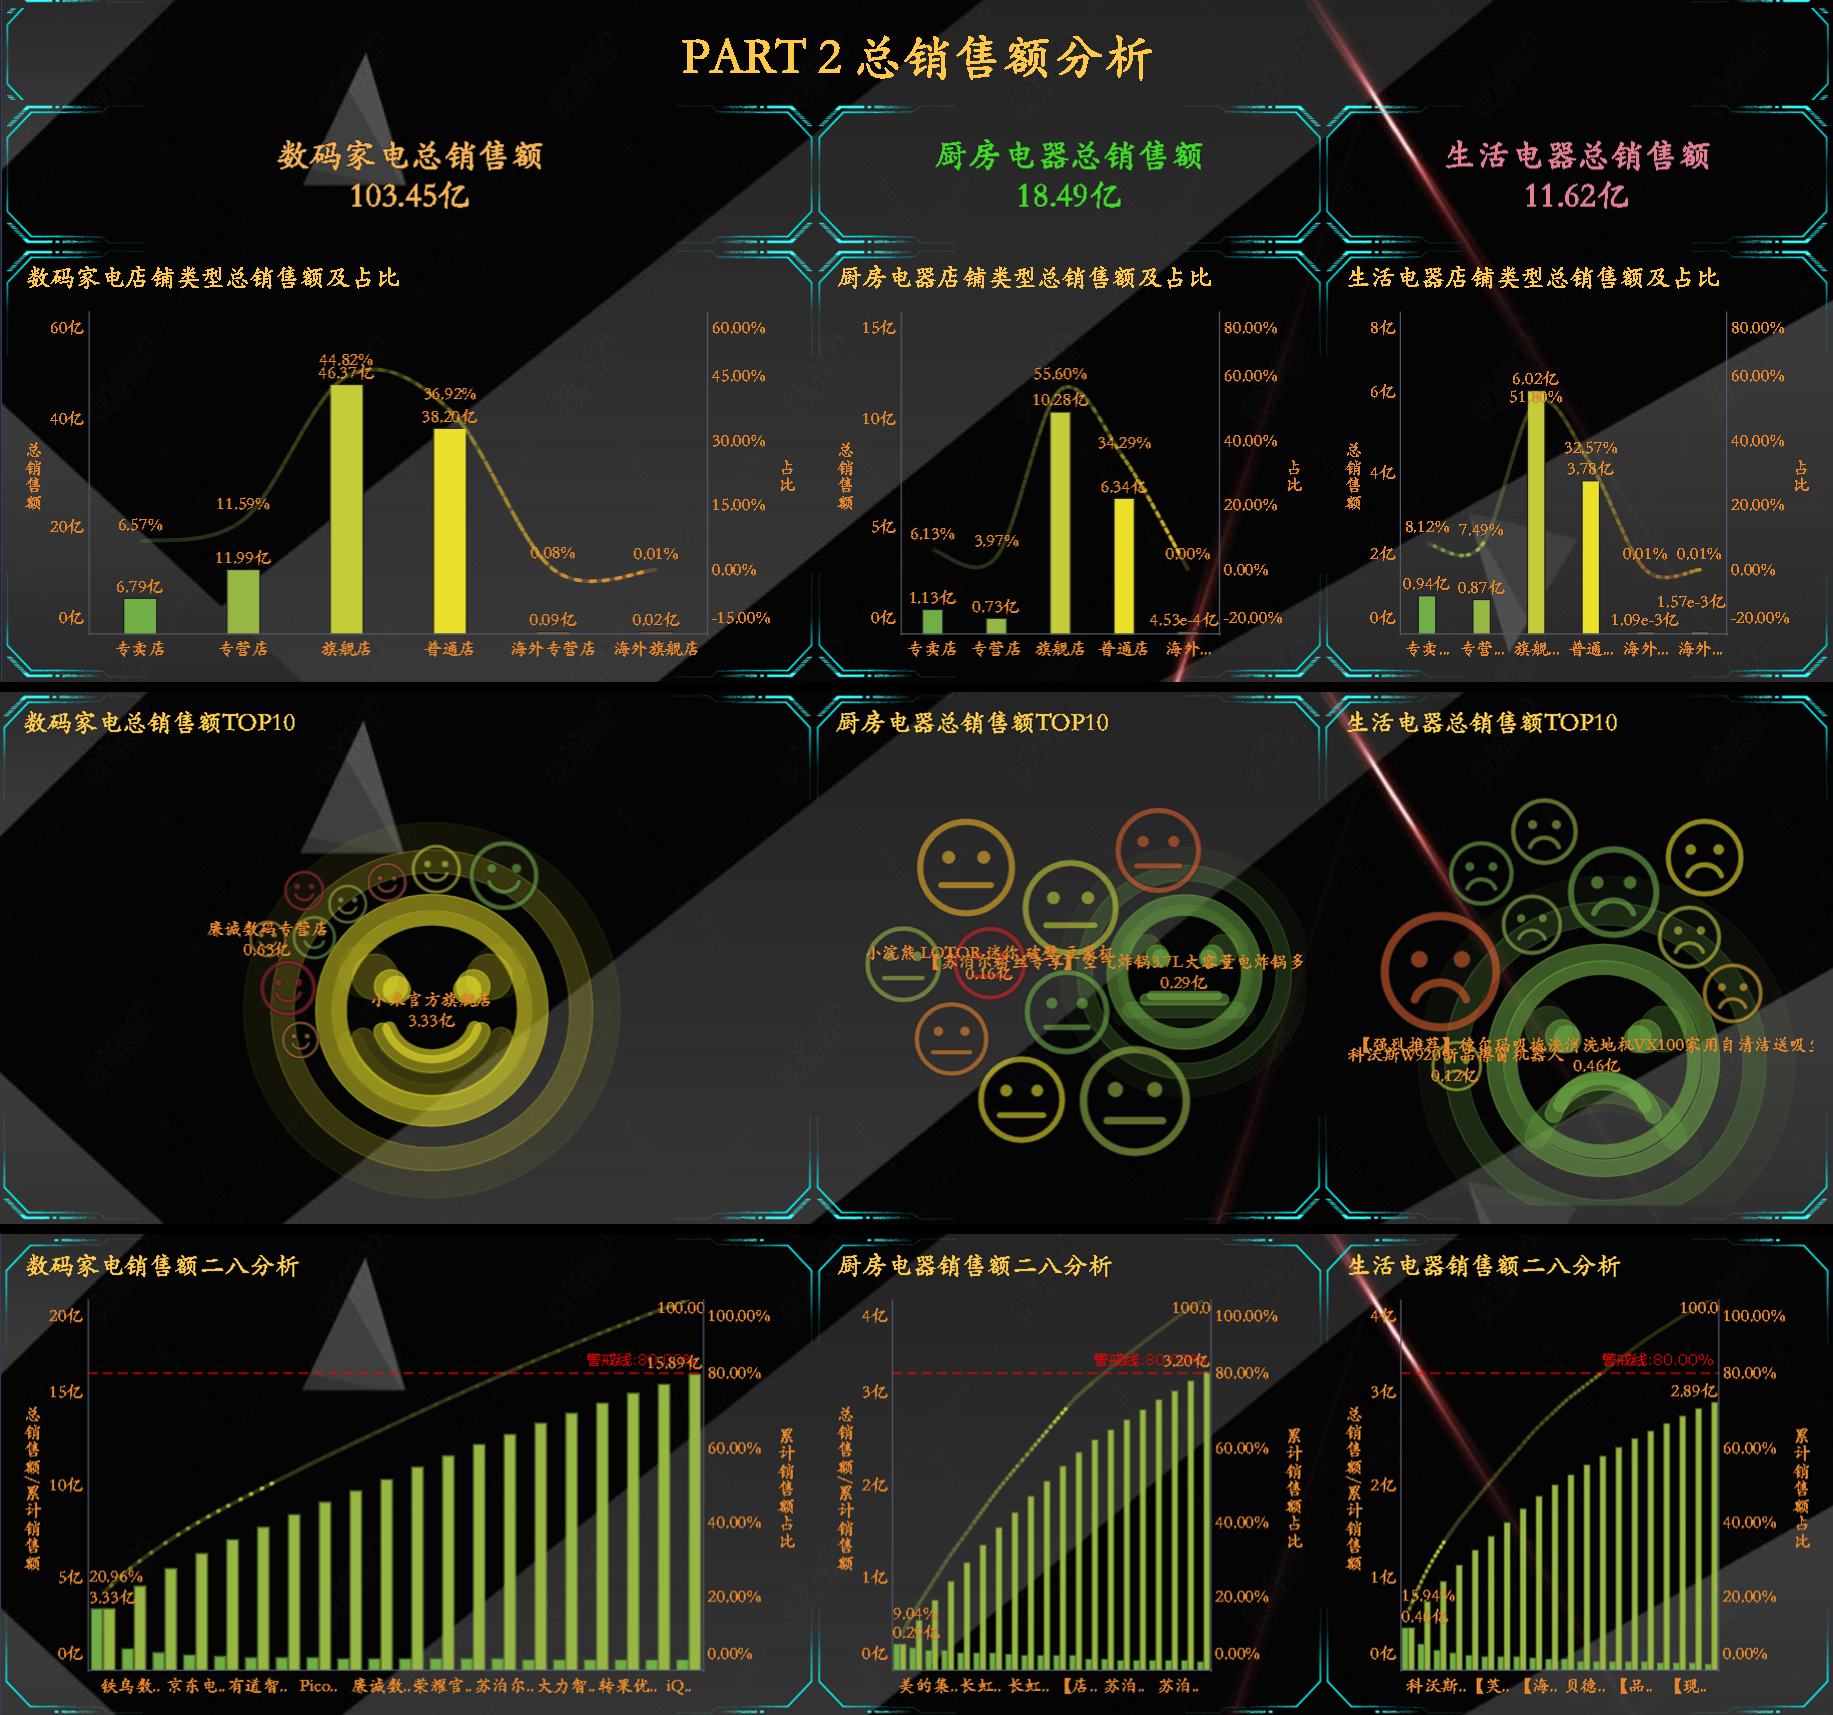 PART 2 总销售额分析
数码家电总销售额
103.45亿
厨房电器总销售额
18.49亿
生活电器总销售额
11.62亿
数码家电店铺类型总销售额及占比
60亿
40亿
20亿
0亿
总销售额
60.00%
45.00%
30.00%
15.00%
0.00%
-15.00%
占比
6.57%
11.59%
44.82%
36.92%
0.08%
0.01%
6.79亿
11.99亿
46.37亿
38.20亿
0.09亿
0.02亿
专卖店
专营店
旗舰店
普通店
海外专营店
海外旗舰店
厨房电器店铺类型总销售额及占比
15亿
10亿
5亿
0亿
总销售额
80.00%
60.00%
40.00%
20.00%
0.00%
-20.00%
占比
6.13%
3.97%
55.60%
34.29%
0.00%
1.13亿
0.73亿
10.28亿
6.34亿
4.53e-4亿
专卖店
专营店
旗舰店
普通店
海外...
生活电器店铺类型总销售额及占比
8亿
6亿
4亿
2亿
0亿
总销售额
80.00%
60.00%
40.00%
20.00%
0.00%
-20.00%
占比
8.12%
7.49%
51.80%
32.57%
0.01%
0.01%
0.94亿
0.87亿
6.02亿
3.78亿
1.09e-3亿
1.57e-3亿
专卖...
专营...
旗舰...
普通...
海外...
海外...
数码家电总销售额TOP10
廉诚数码专营店
0.63亿
小米官方旗舰店
3.33亿
厨房电器总销售额TOP10
小浣熊 LOTOR 迷你 破壁 豆浆机
0.16亿
【苏泊尔粉丝专享】空气炸锅3.7L大容量电炸锅多
0.29亿
生活电器总销售额TOP10
【强烈推荐】德尔玛吸拖洗消洗地机VX100家用自清洁送吸尘
0.46亿
科沃斯W920新品擦窗机器人
0.12亿
数码家电销售额二八分析
20亿
15亿
10亿
5亿
0亿
总销售额/累计销售额
100.00%
80.00%
60.00%
40.00%
20.00%
0.00%
累计销售额占比
警戒线:80.00%
100.00
15.89亿
20.96%
3.33亿
铁鸟数..
京东电..
有道智..
Pico..
廉诚数..
荣耀官..
苏泊尔..
大力智..
转果优..
iQ..
厨房电器销售额二八分析
4亿
3亿
2亿
1亿
0亿
总销售额/累计销售额
100.00%
80.00%
60.00%
40.00%
20.00%
0.00%
累计销售额占比
警戒线:80.00%
100.0
3.20亿
9.04%
0.29亿
美的集..
长虹..
长虹..
【店..
苏泊..
苏泊..
生活电器销售额二八分析
4亿
3亿
2亿
1亿
0亿
总销售额/累计销售额
100.00%
80.00%
60.00%
40.00%
20.00%
0.00%
累计销售额占比
警戒线:80.00%
100.0
2.89亿
15.94%
0.46亿
科沃斯..
【芙..
【海..
贝德..
【品..
【现..